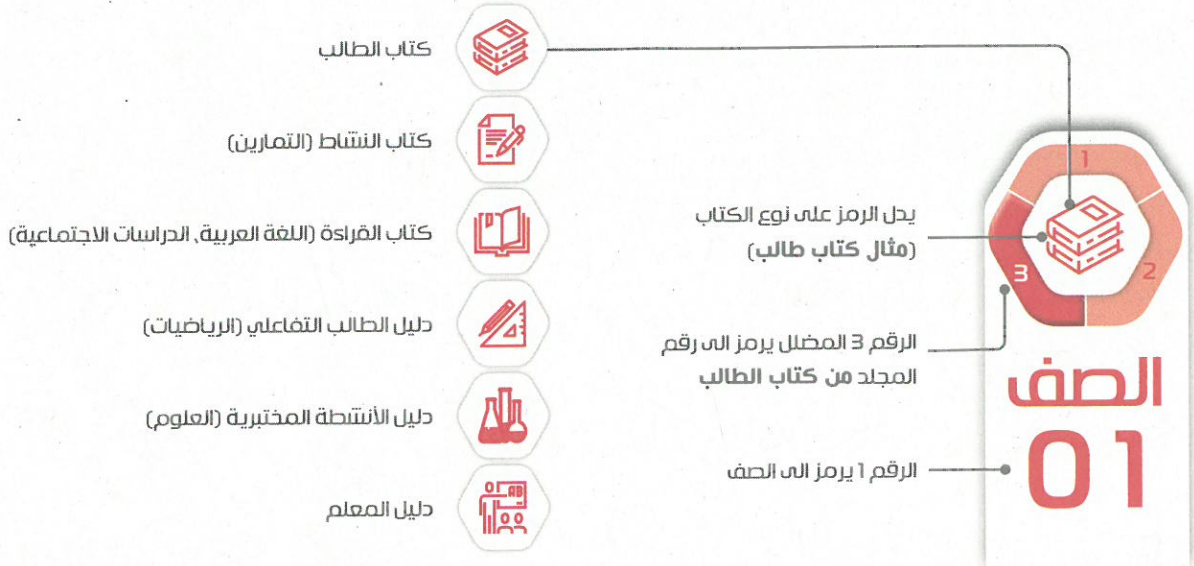 1
2
3
الصف
01
يدل الرمز على نوع الكتاب
(مثال كتاب طالب)
الرقم 3 المضلل يرمز الى رقم
المجلد من كتاب الطالب
الرقم 1 يرمز الى الصف
كتاب الطالب
كتاب النشاط (التمارين)
كتاب القراءة (اللغة العربية، الدراسات الاجتماعية)
دليل الطالب التفاعلي (الرياضيات)
دليل الأنشطة المختبرية (العلوم)
AB
دليل المعلم